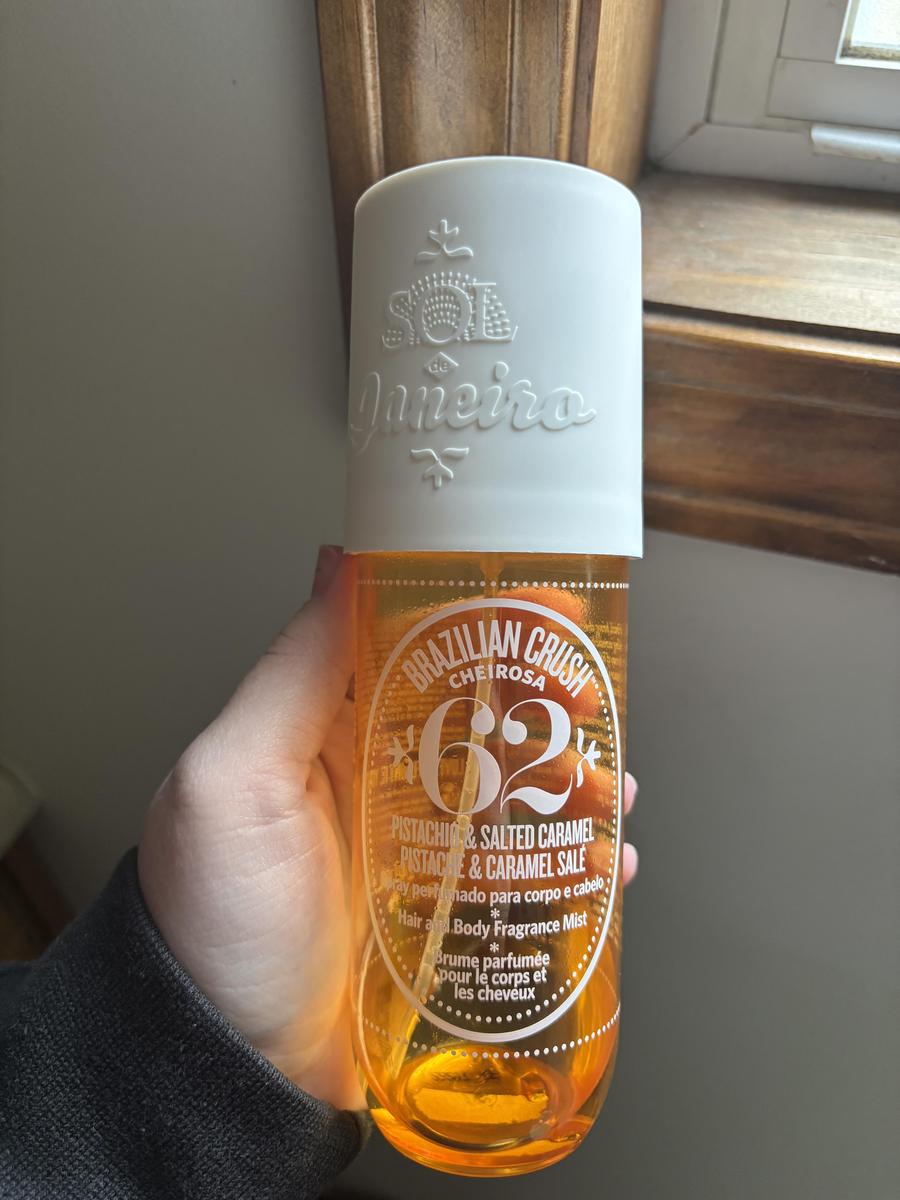 SOL
de
Janeiro
BRAZILIAN CRUSH
CHEIROSA
62
PISTACHIO & SALTED CARAMEL
PISTACHE & CARAMEL SALÉ
perfumado para corpo e cabelo
*
Hair and Body Fragrance Mist
*
Brume parfumée
pour le corps et
les cheveux